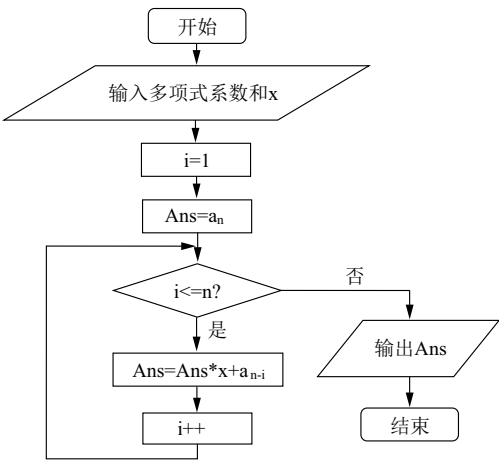 开始
输入多项式系数和x
i=1
Ans=aₙ
i<=n?
否
是
输出Ans
Ans=Ans*x+aₙ₋ᵢ
i++
结束